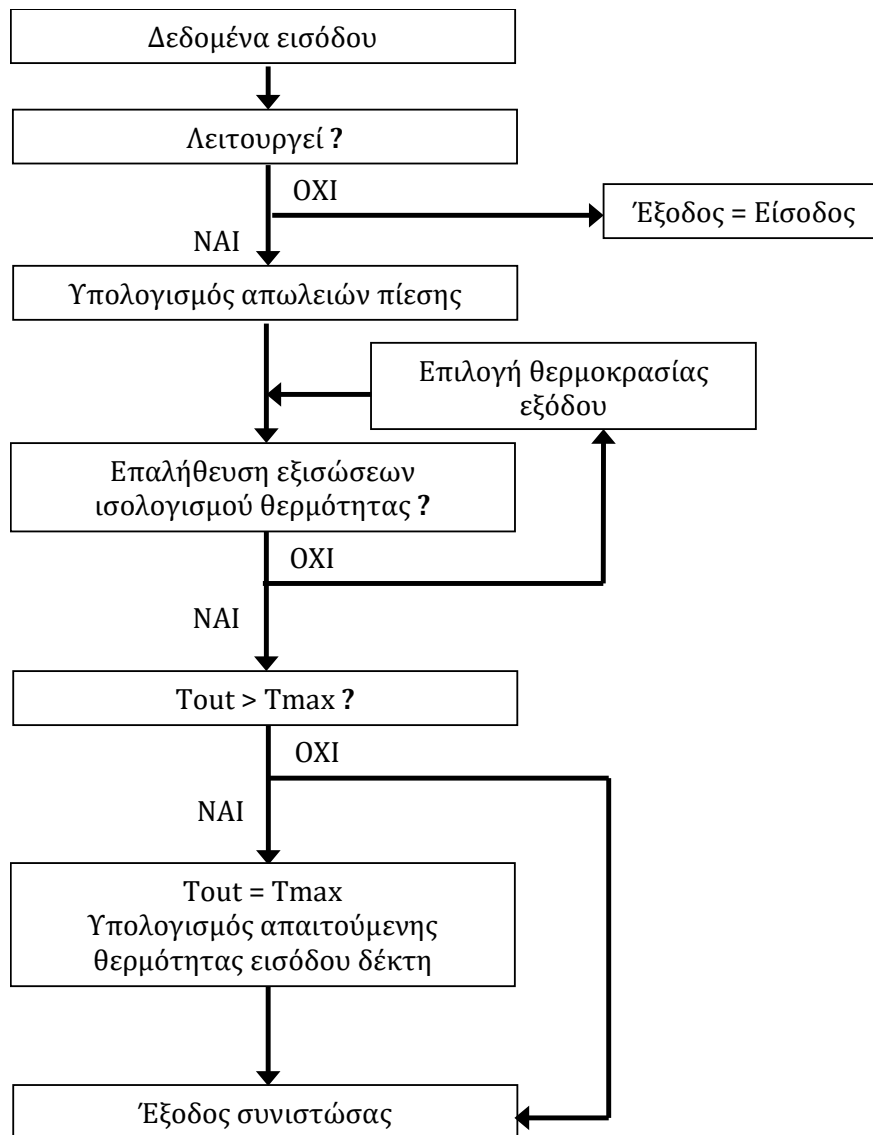 Δεδομένα εισόδου
Λειτουργεί ?
ΟΧΙ
Έξοδος = Είσοδος
ΝΑΙ
Υπολογισμός απωλειών πίεσης
Επιλογή θερμοκρασίας
εξόδου
Επαλήθευση εξισώσεων
ισολογισμού θερμότητας ?
ΟΧΙ
ΝΑΙ
Tout > Tmax ?
ΟΧΙ
ΝΑΙ
Tout = Tmax
Υπολογισμός απαιτούμενης
θερμότητας εισόδου δέκτη
Έξοδος συνιστώσας